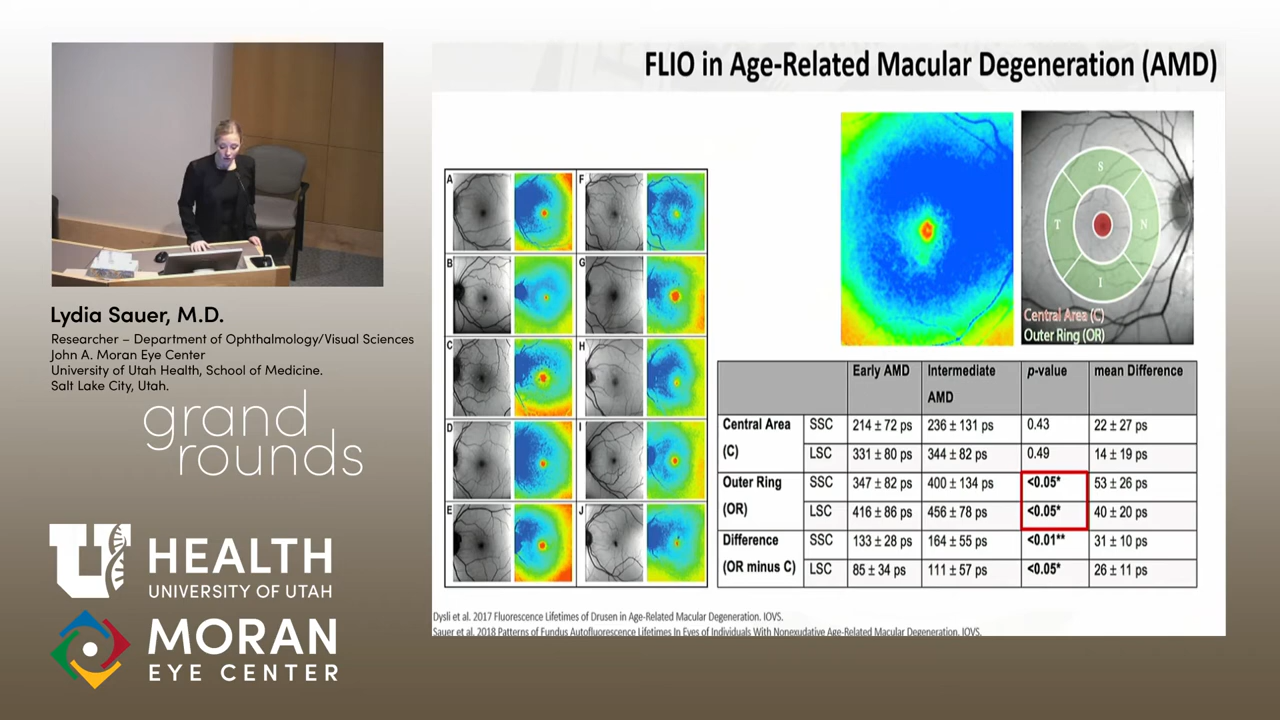 FLIO in Age-Related Macular Degeneration (AMD)
Lydia Sauer, M.D.
Researcher – Department of Ophthalmology/Visual Sciences
John A. Moran Eye Center
University of Utah Health, School of Medicine.
Salt Lake City, Utah.
grand
rounds
U HEALTH
UNIVERSITY OF UTAH
MORAN
EYE CENTER
A F
B G
C H
D I
E J
S
T N
I
Central Area (C)
Outer Ring (OR)
Early AMD Intermediate AMD p-value mean Difference
Central Area (C) SSC 214 ± 72 ps 236 ± 131 ps 0.43 22 ± 27 ps
LSC 331 ± 80 ps 344 ± 82 ps 0.49 14 ± 19 ps
Outer Ring (OR) SSC 347 ± 82 ps 400 ± 134 ps <0.05* 53 ± 26 ps
LSC 416 ± 86 ps 456 ± 78 ps <0.05* 40 ± 20 ps
Difference (OR minus C) SSC 133 ± 28 ps 164 ± 55 ps <0.01** 31 ± 10 ps
LSC 85 ± 34 ps 111 ± 57 ps <0.05* 26 ± 11 ps
Dysli et al. 2017 Fluorescence Lifetimes of Drusen in Age-Related Macular Degeneration. IOVS.
Sauer et al. 2018 Patterns of Fundus Autofluorescence Lifetimes In Eyes of Individuals With Nonexudative Age-Related Macular Degeneration. IOVS.